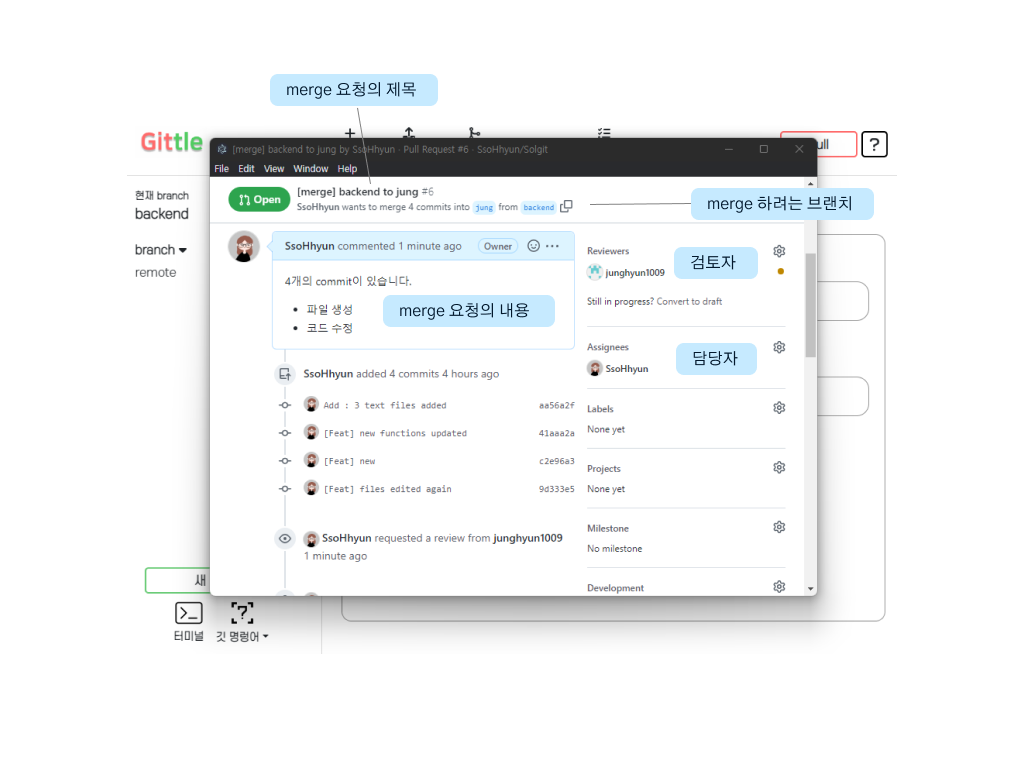 merge 요청의 제목
Gittle
ull
?
[merge] backend to jung by SsoHhyun · Pull Request #6 · SsoHhyun/Solgit
File Edit View Window Help
현재 branch
backend
branch
remote
Open
[merge] backend to jung #6
SsoHhyun wants to merge 4 commits into jung from backend
merge 하려는 브랜치
SsoHhyun commented 1 minute ago Owner
4개의 commit이 있습니다.
파일 생성
코드 수정
merge 요청의 내용
Reviewers
검토자
junghyun1009
Still in progress? Convert to draft
Assignees
담당자
SsoHhyun
SsoHhyun added 4 commits 4 hours ago
Add : 3 text files added aa56a2f
[Feat] new functions updated 41aaa2a
[Feat] new c2e96a3
[Feat] files edited again 9d333e5
Labels
None yet
Projects
None yet
SsoHhyun requested a review from junghyun1009
1 minute ago
Milestone
No milestone
Development
새
터미널
깃 명령어